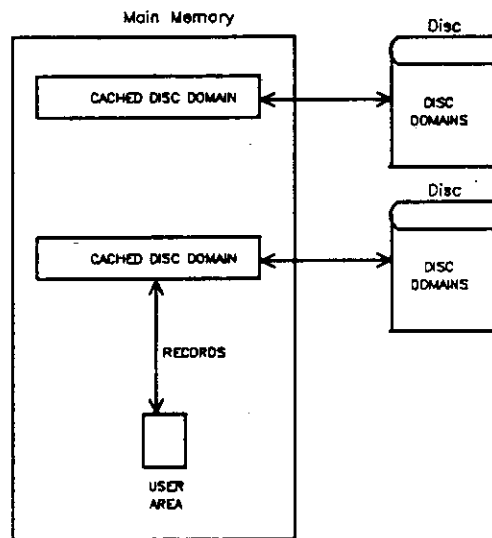 Main Memory
Disc
CACHED DISC DOMAIN
DISC
DOMAINS
Disc
CACHED DISC DOMAIN
DISC
DOMAINS
RECORDS
USER
AREA